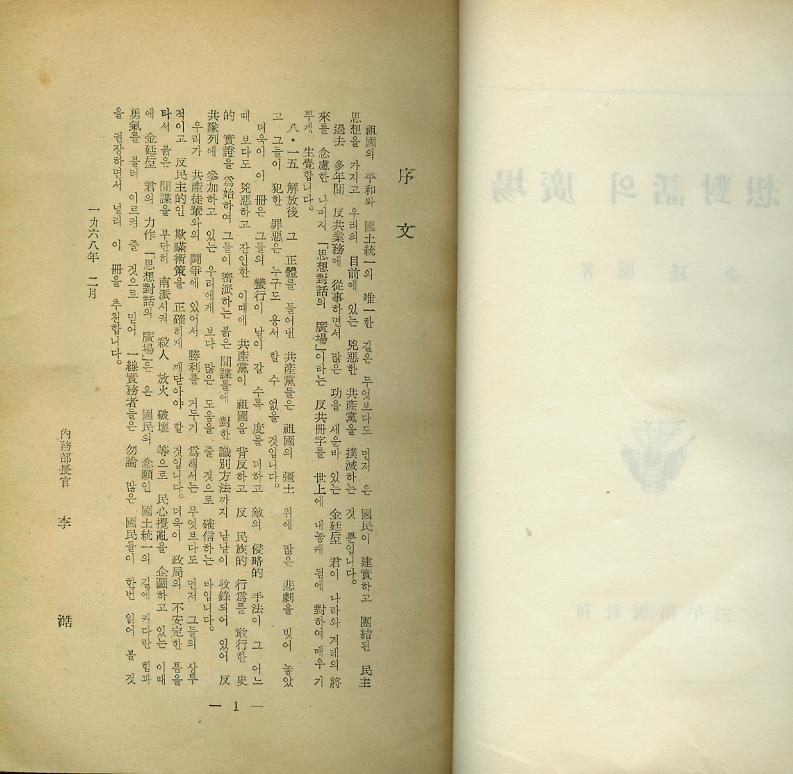 想對話의 廣場
序文
祖國의 平和와 國土統一의 唯一한 길은 무엇보다도 먼저 온 國民이 建實하고 團結된 民主
思想을 가지고 우리의 目前에 있는 兇惡한 共產黨을 撲滅하는 것 뿐입니다。
過去 多年間 反共業務에 從事하면서 많은 功을 세운바 있는 金廷 君이 나라와 겨레의 將
來를 念慮한 나머지 「思想對話의 廣場」이라는 反共冊字를 世上에 내놓게 됨에 對하여 매우 기
쁘게 生覺합니다。
八・一五 解放後 그 正體를 들어낸 共產黨들은 祖國의 彊土 위에 많은 悲劇을 빚어 놓았
고 그들이 犯한 罪惡은 누구도 용서 할 수 없을 것입니다。
더욱이 이 冊은 그들의 蠻行이 날이 갈 수록 度를 더하고 敵의 侵略的 手法이 그 어느
때 보다도 兇惡하고 잔인한 이때에 共產黨이 祖國을 背反하고 反 民族的 行爲를 敢行한 史
的 實證을 爲始하여 그들이 密派하는 붉은 間諜들에 對한 識別方法까지 낱낱이 收錄되어 있어 反
共隊列에 參加하고 있는 우리에게 보다 많은 도움을 줄 것으로 確信하는 바입니다。
우리가 共產徒輩와의 鬪爭에 있어서 勝利를 거두기 爲해서는 무엇보다도 먼저 그들의 상투
적이고 反民主的인 欺瞞術策을 正確히게 깨달아야 할 것입니다。더욱이 政局의 不安定한 틈을
타서 붉은 間諜을 부단히 南派시켜 殺人 放火 破壞 等으로 民心攪亂을 企圖하고 있는 이때
에 金廷 君의 力作 「思想對話의 廣場」은 온 國民의 念願인 國土統一의 길에 커다란 힘과
勇氣를 불러 이르켜 줄 것으로 믿어 一線實務者들은 勿論 많은 國民들이 한번 읽어 볼 것
을 권장하면서 널리 이 冊을 추천합니다。
一九六八年 二月
內務部長官 李 澔
— 1 —